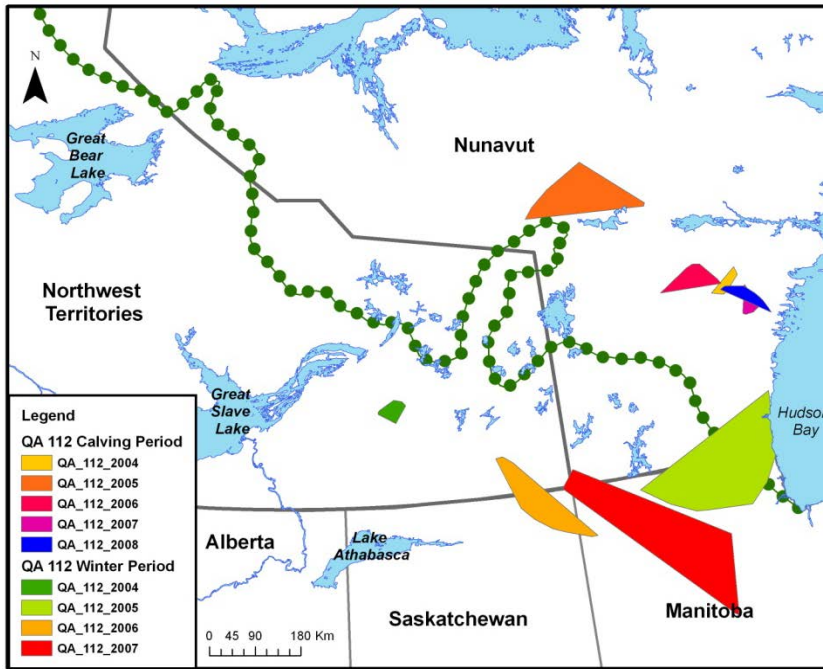 N
Great
Bear
Lake
Nunavut
Northwest
Territories
Great
Slave
Lake
Hudson
Bay
Legend
QA 112 Calving Period
QA_112_2004
QA_112_2005
QA_112_2006
QA_112_2007
QA_112_2008
QA 112 Winter Period
QA_112_2004
QA_112_2005
QA_112_2006
QA_112_2007
Alberta
Lake
Athabasca
Saskatchewan
Manitoba
0 45 90 180 Km